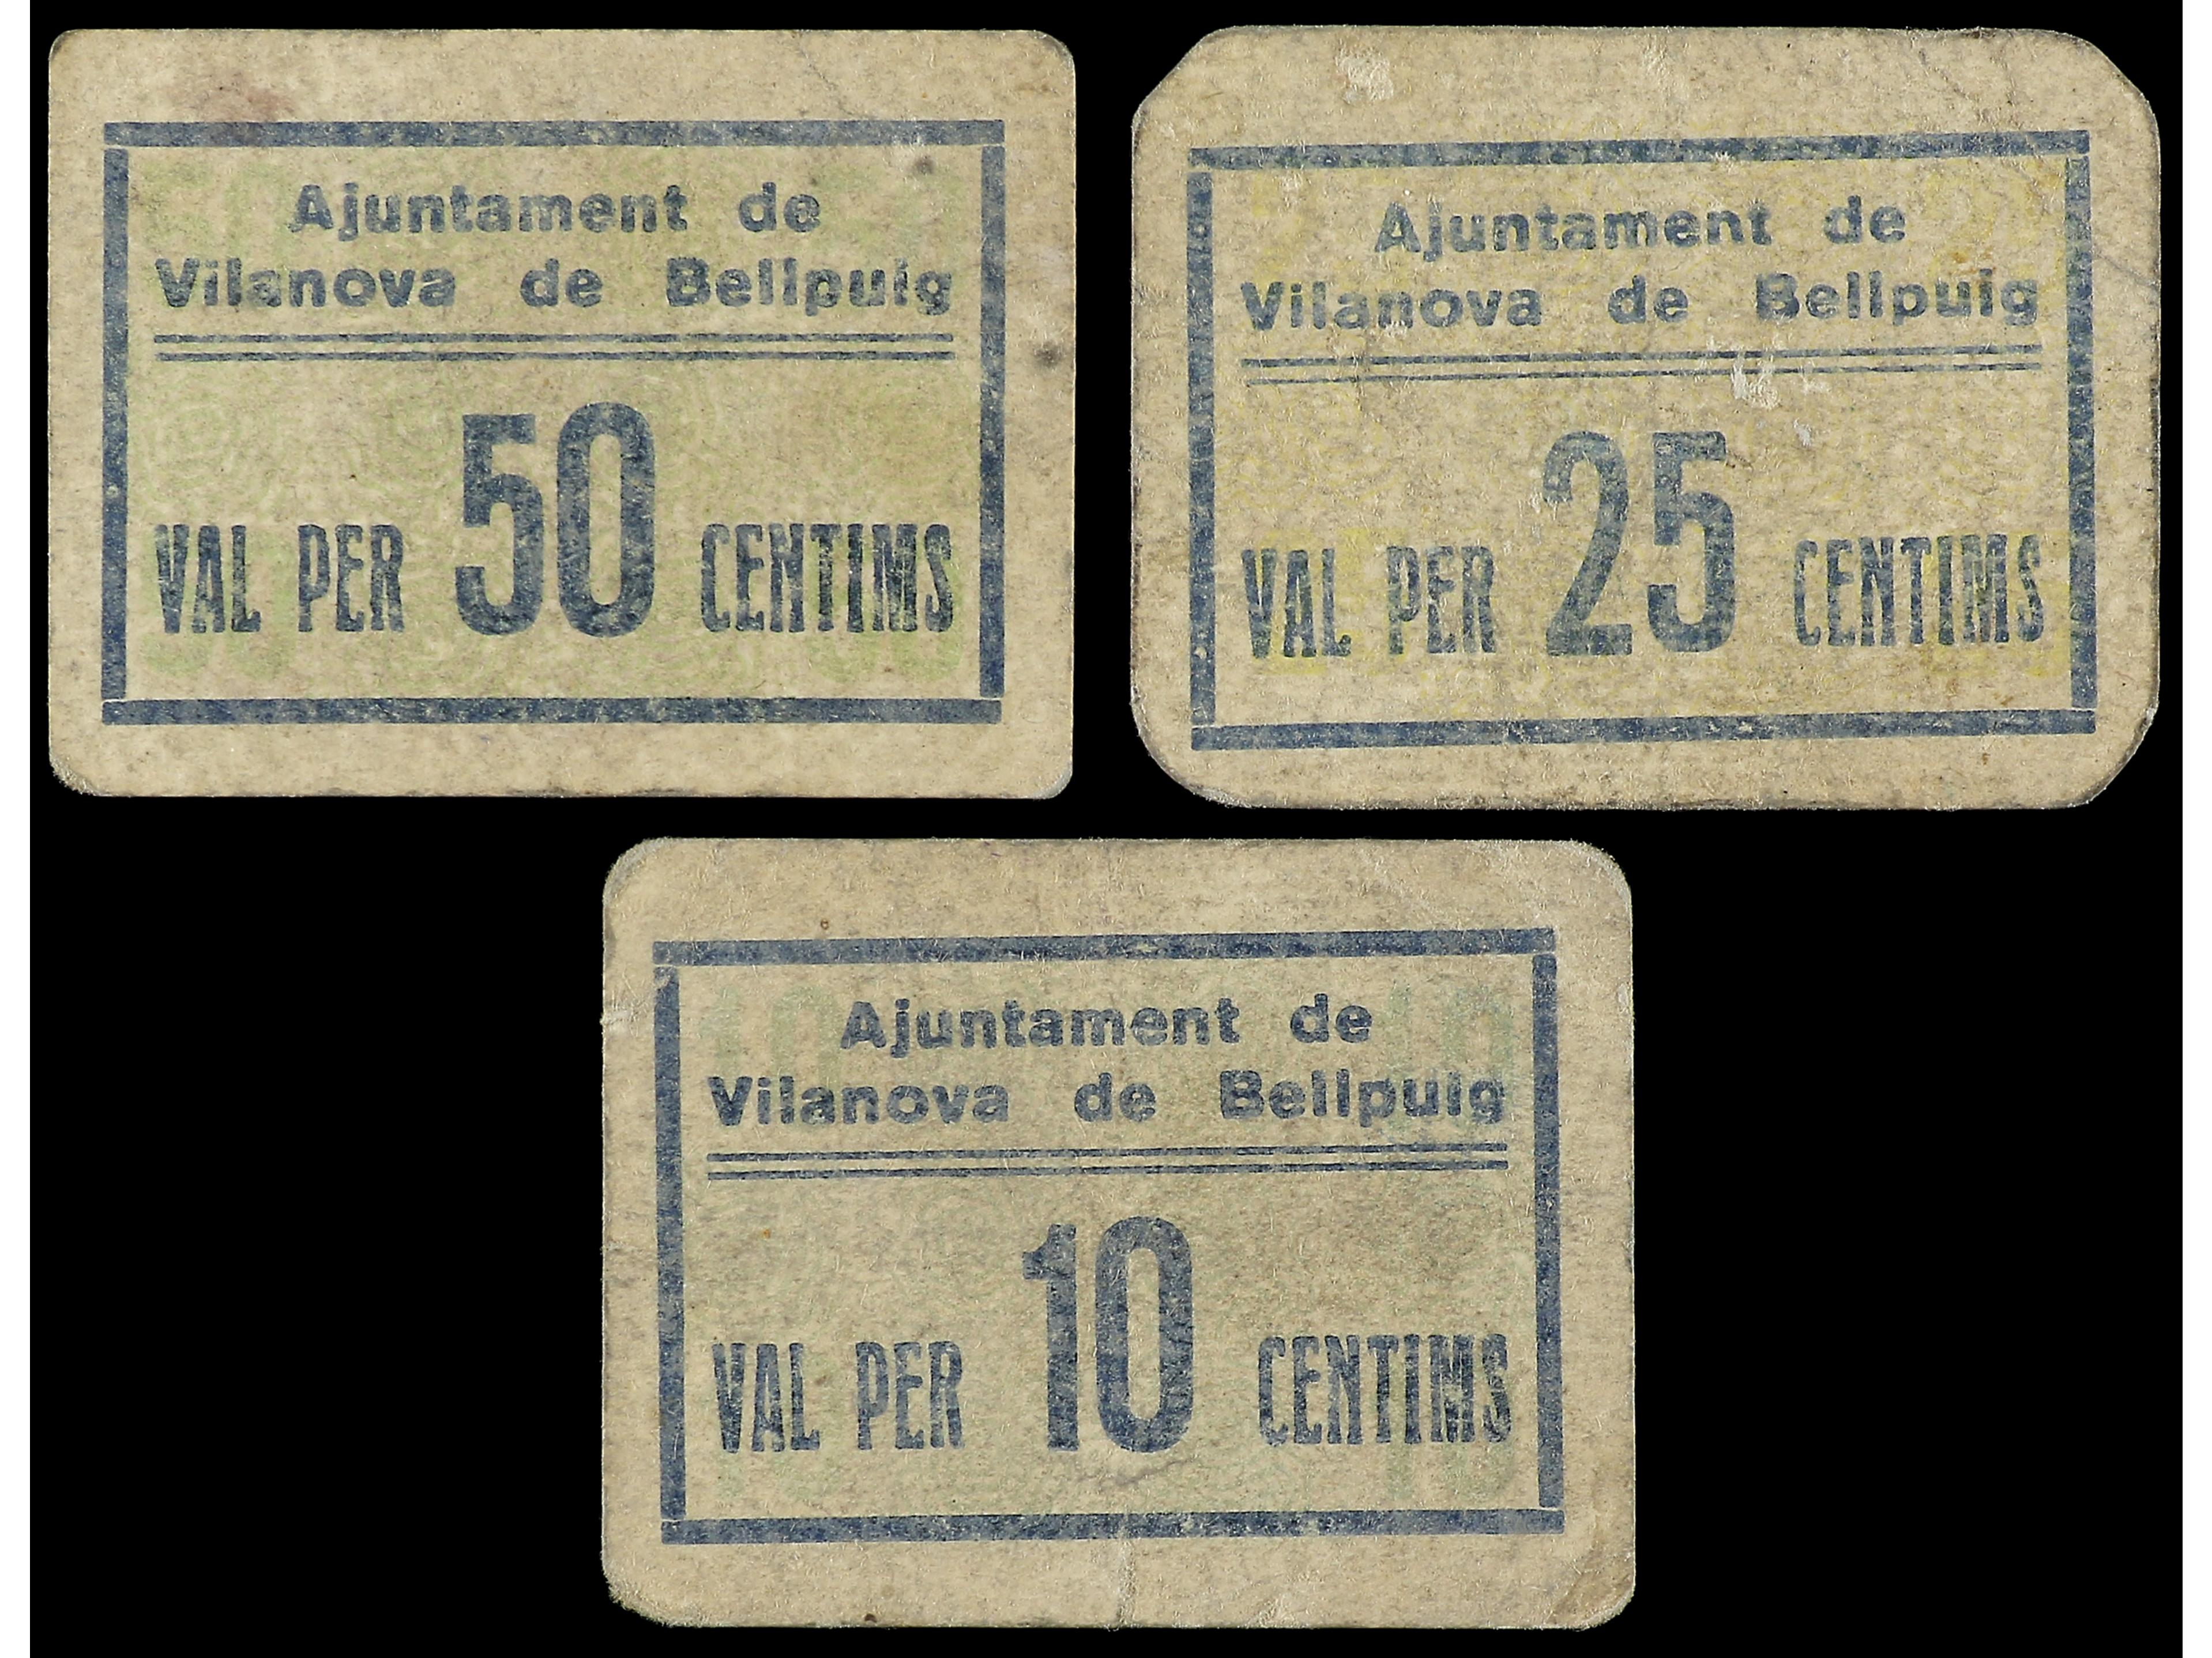 Ajuntament de
Vilanova de Bellpuig
VAL PER 50 CENTIMS
Ajuntament de
Vilanova de Bellpuig
VAL PER 25 CENTIMS
Ajuntament de
Vilanova de Bellpuig
VAL PER 10 CENTIMS